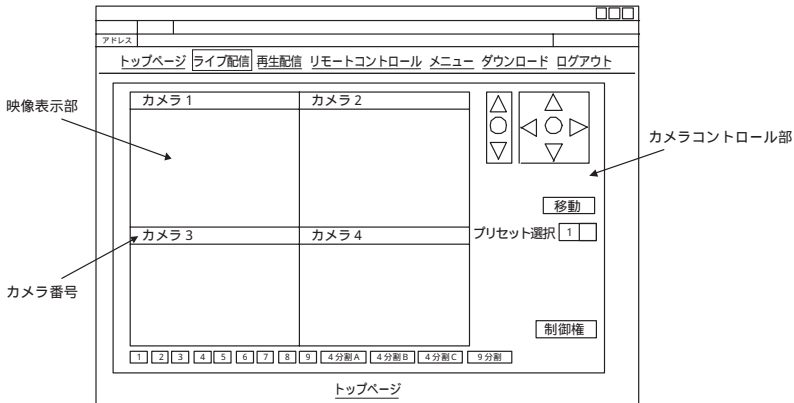 アドレス
トップページ ライブ配信 再生配信 リモートコントロール メニュー ダウンロード ログアウト
映像表示部
カメラ 1 カメラ 2
カメラコントロール部
移動
カメラ 3 カメラ 4
プリセット選択 1
カメラ番号
制御権
1 2 3 4 5 6 7 8 9 4分割A 4分割B 4分割C 9分割
トップページ